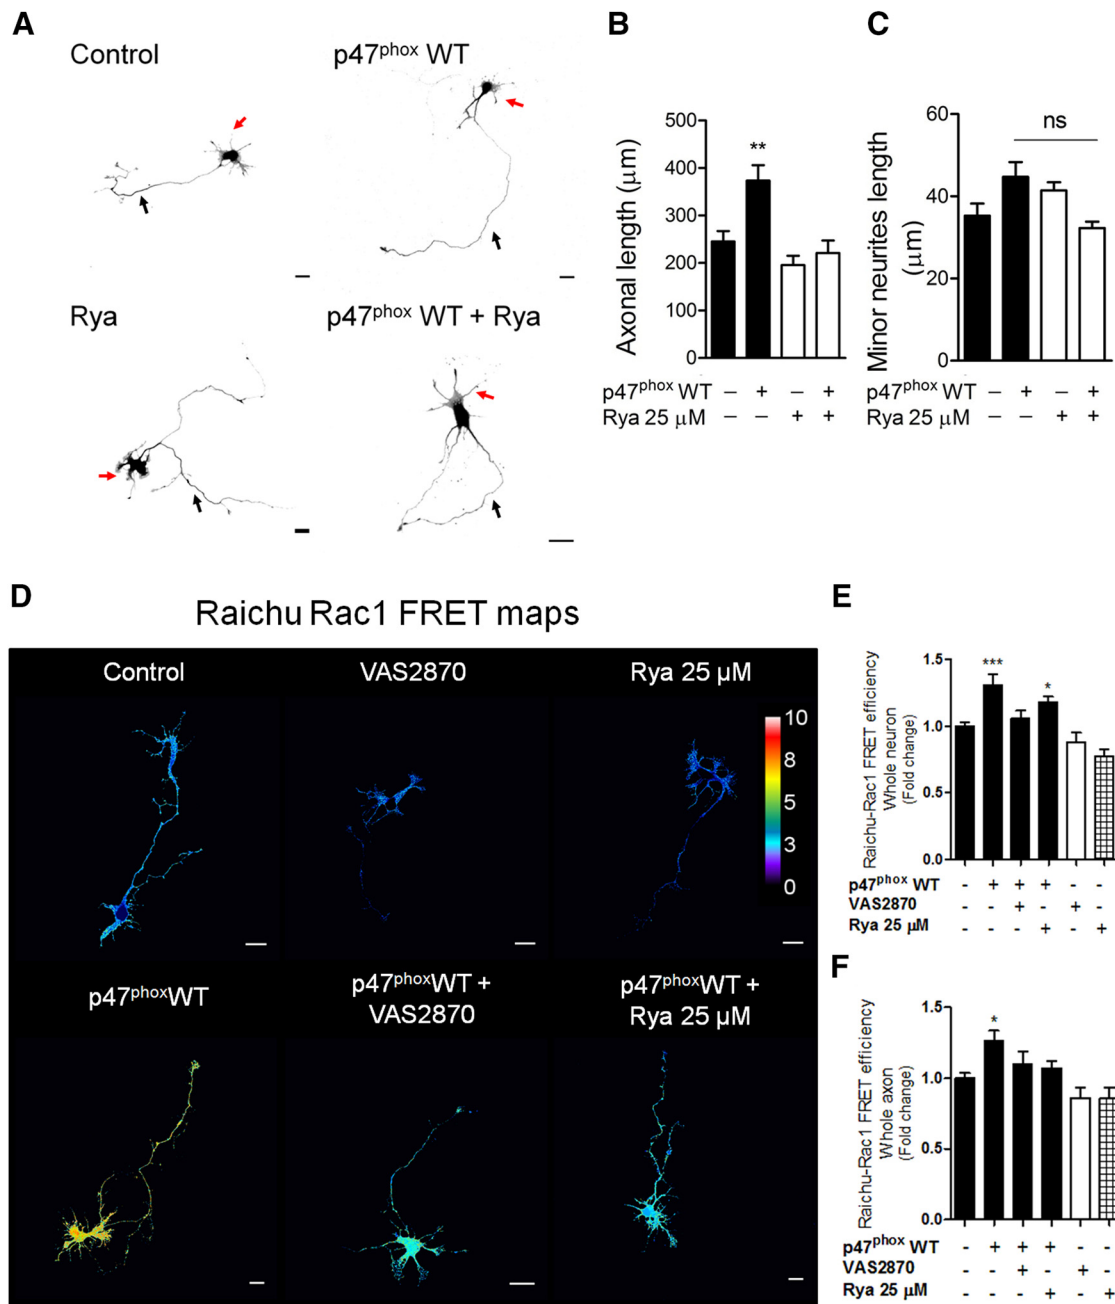 A
Control
p47phox WT
Rya
p47phox WT + Rya
B
Axonal length (μm)
500
400
300
200
100
0
**
p47phox WT – + – +
Rya 25 μM – – + +
C
Minor neurites length
(μm)
60
40
20
0
ns
p47phox WT – + – +
Rya 25 μM – – + +
D
Raichu Rac1 FRET maps
Control
VAS2870
Rya 25 μM
10
8
5
3
0
p47phoxWT
p47phoxWT +
VAS2870
p47phoxWT +
Rya 25 μM
E
Raichu-Rac1 FRET efficiency
Whole neuron
(Fold change)
1.5
1.0
0.5
0.0
***
*
p47phox WT - + + + - -
VAS2870 - - + - + -
Rya 25 μM - - - + - +
F
Raichu-Rac1 FRET efficiency
Whole axon
(Fold change)
1.5
1.0
0.5
0.0
*
p47phox WT - + + + - -
VAS2870 - - + - + -
Rya 25 μM - - - + - +